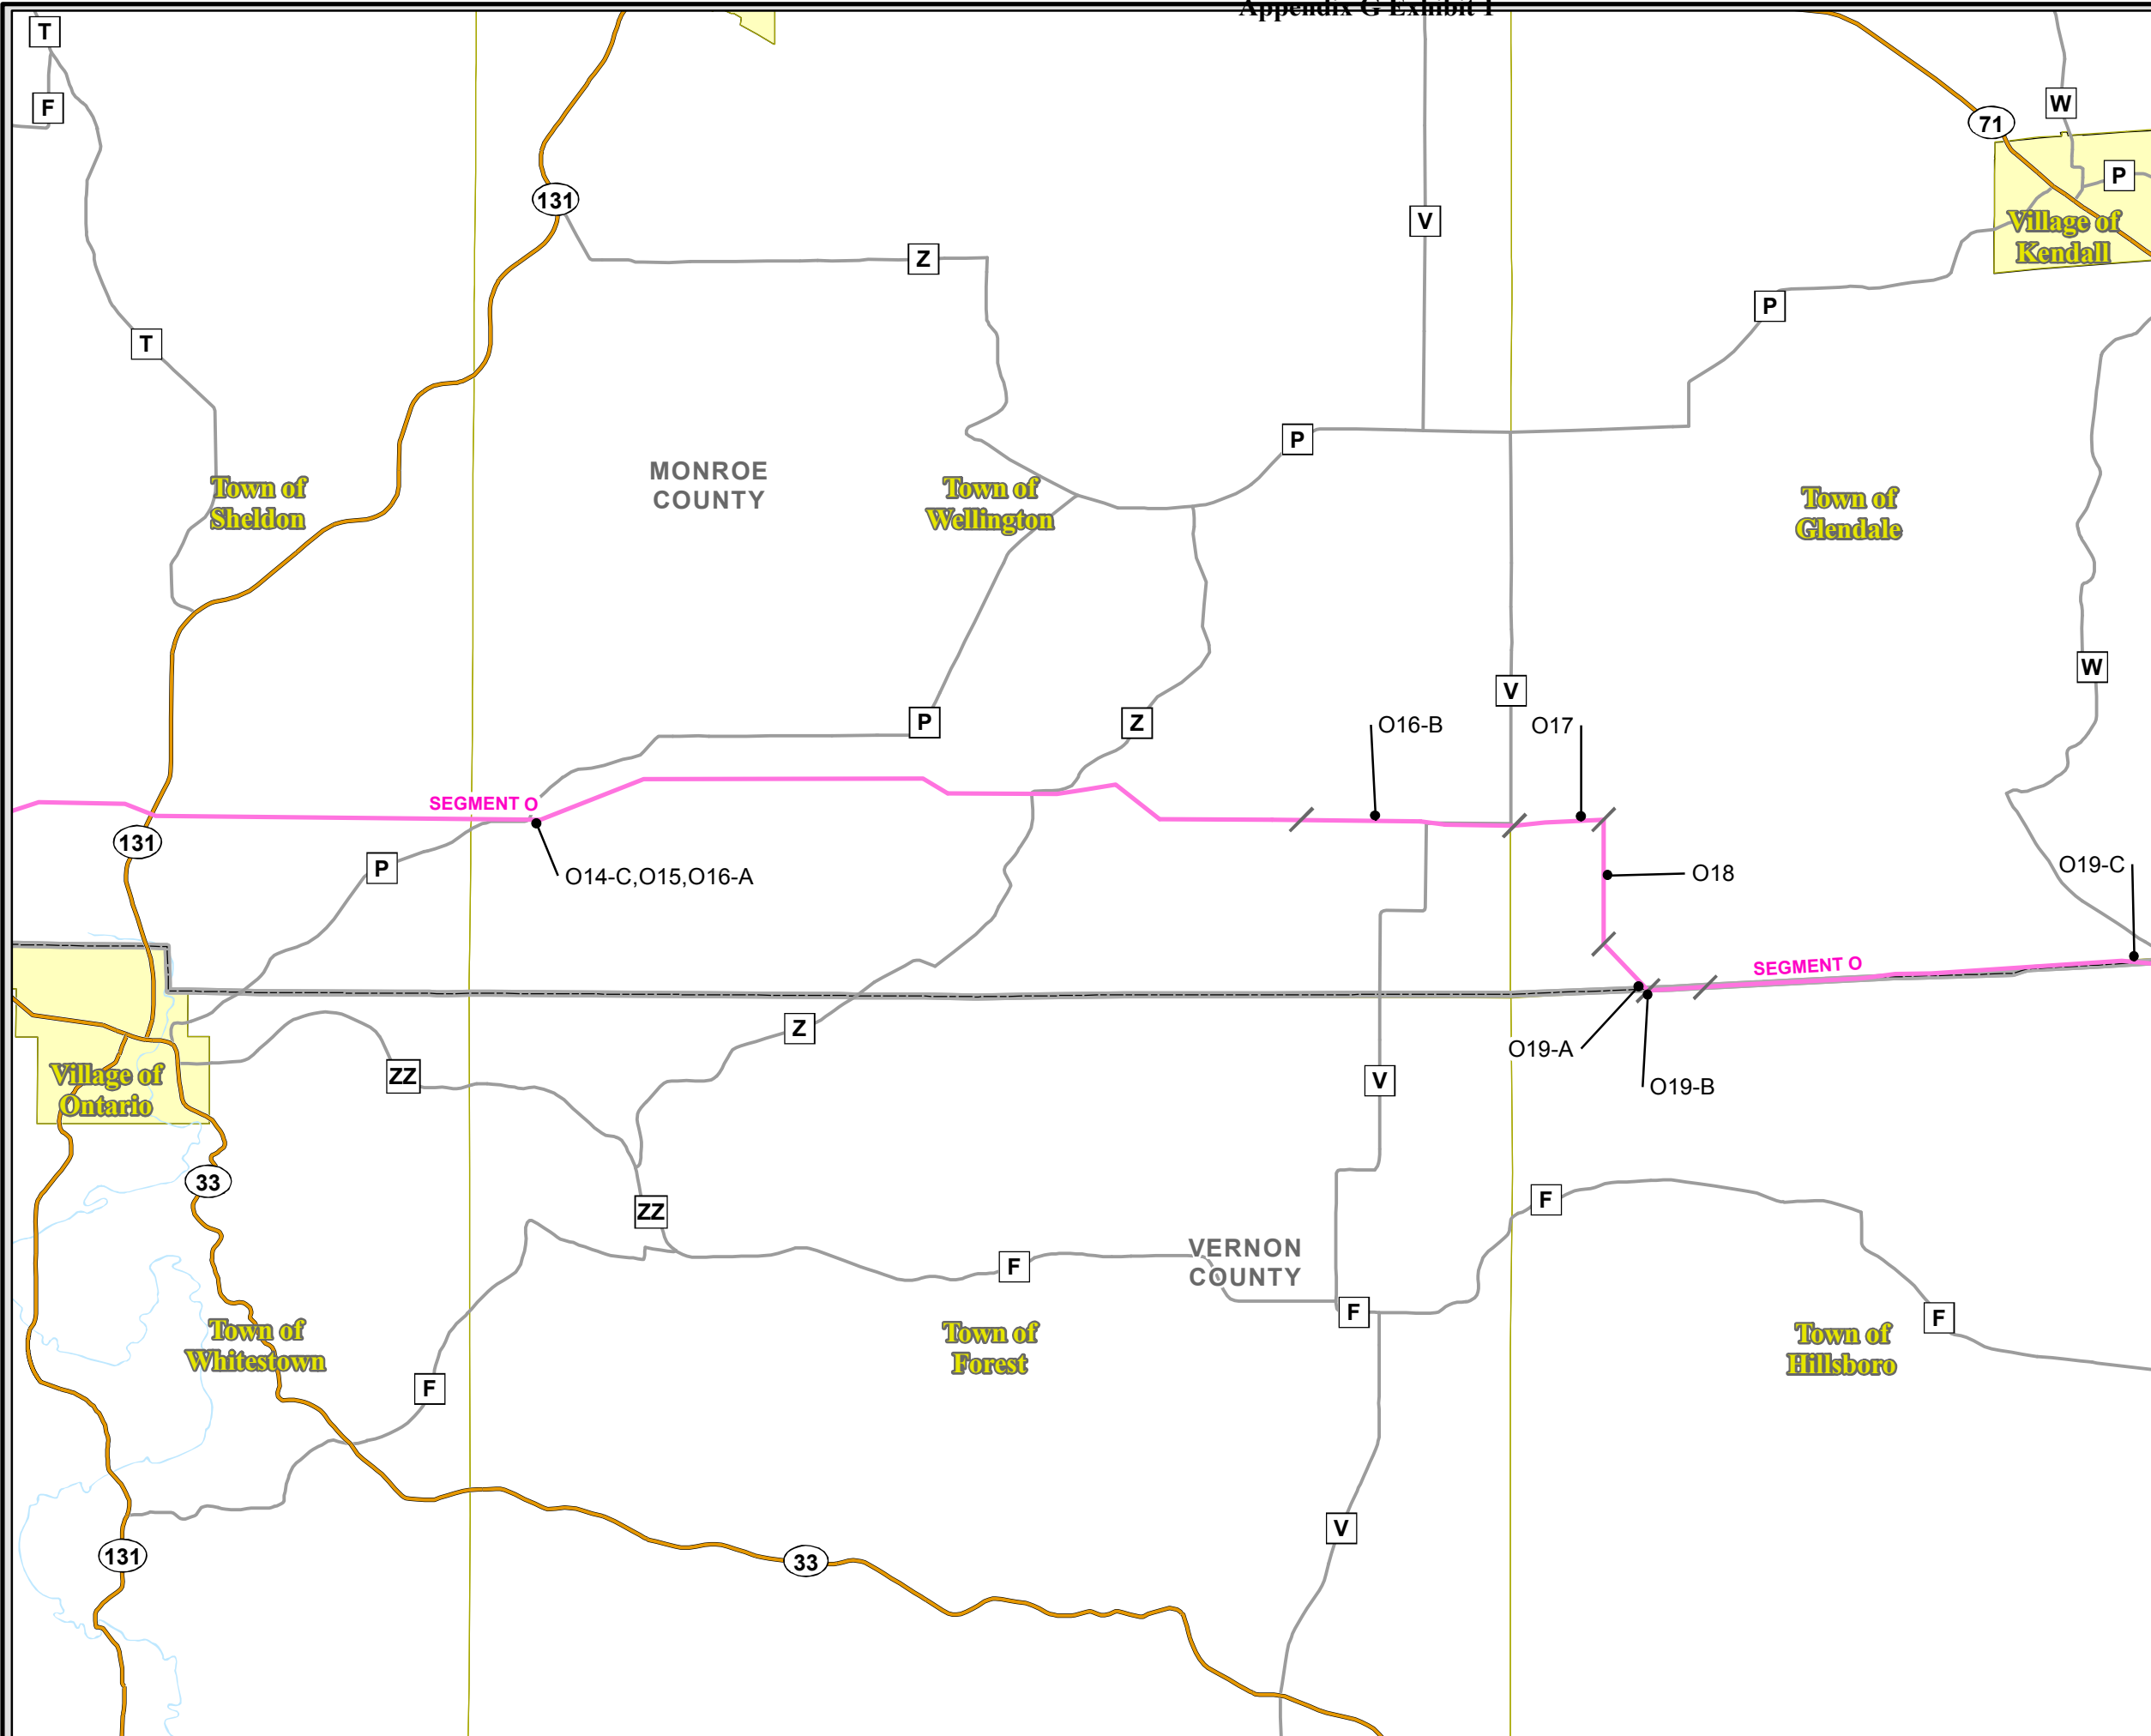 Appendix G Exhibit 1
T
F
W
71
P
131
V
Village of
Kendall
Z
P
T
P
MONROE
COUNTY
Town of
Sheldon
Town of
Wellington
Town of
Glendale
W
V
P
Z
O16-B
O17
SEGMENT O
131
P
O14-C,O15,O16-A
O18
O19-C
SEGMENT O
Z
O19-A
ZZ
V
O19-B
Village of
Ontario
33
ZZ
F
VERNON
COUNTY
F
F
F
Town of
Whitestown
Town of
Forest
Town of
Hillsboro
F
V
131
33